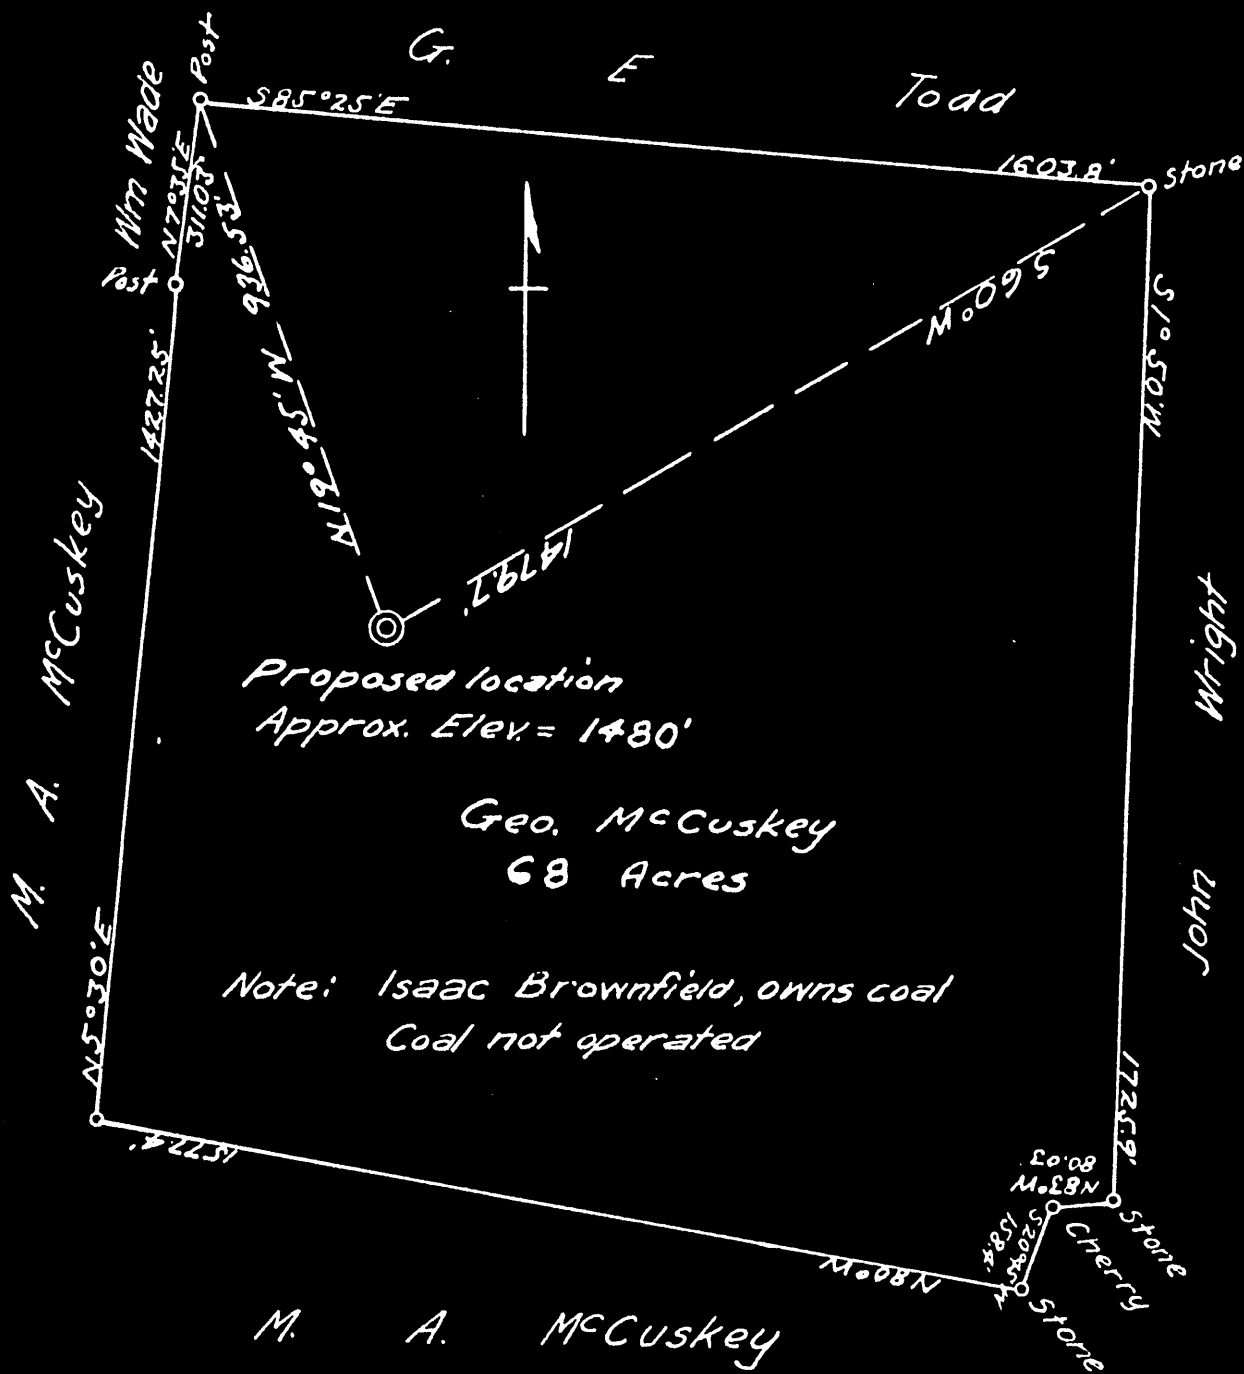 G. E Todd
Post
S85°25'E
1603.8'
Stone
Wm Wade
N7°35'E
311.03'
Post
N19°45'W 936.53'
S60°W
1479.7'
S1°50'W
1725.9'
1427.25'
N5°30'E
M. A. McCuskey
Proposed location
Approx. Elev. = 1480'
Geo. McCuskey
68 Acres
Note: Isaac Brownfield, owns coal
Coal not operated
John Wright
N83°W
80.03
Stone
Cherry
S20°45'W
158.4'
Stone
N80°W
1577.4'
M. A. McCuskey